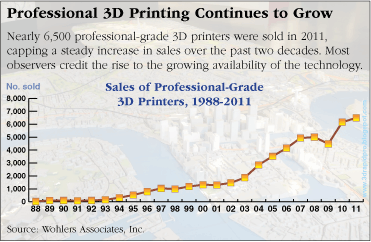 Professional 3D Printing Continues to Grow
Nearly 6,500 professional-grade 3D printers were sold in 2011,
capping a steady increase in sales over the past two decades. Most
observers credit the rise to the growing availability of the technology.
No. sold
Sales of Professional-Grade
3D Printers, 1988-2011
8,000
7,000
6,000
5,000
4,000
3,000
2,000
1,000
0
88 89 90 91 92 93 94 95 96 97 98 99 00 01 02 03 04 05 06 07 08 09 10 11
Source: Wohlers Associates, Inc.